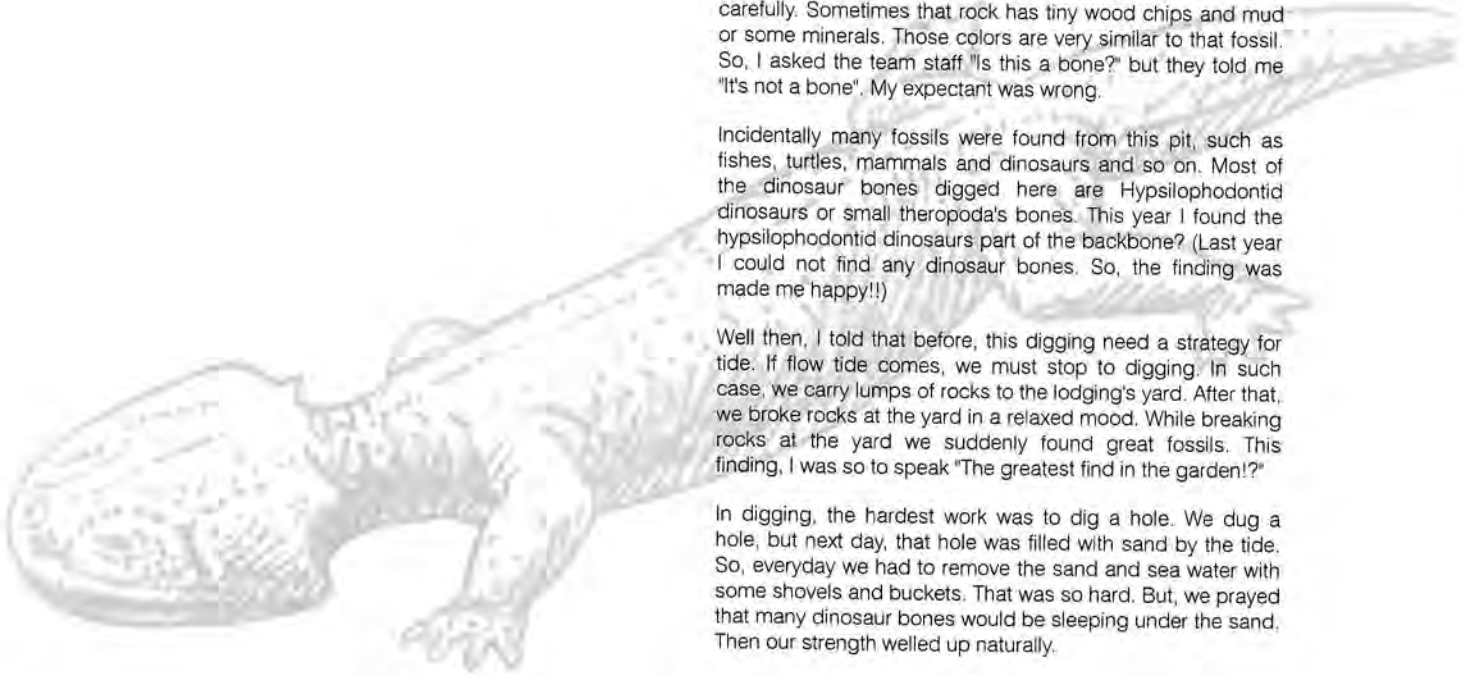 carefully. Sometimes that rock has tiny wood chips and mud
or some minerals. Those colors are very similar to that fossil.
So, I asked the team staff "Is this a bone?" but they told me
"It's not a bone". My expectant was wrong.

Incidentally many fossils were found from this pit, such as
fishes, turtles, mammals and dinosaurs and so on. Most of
the dinosaur bones digged here are Hypsilophodontid
dinosaurs or small theropoda's bones. This year I found the
hypsilophodontid dinosaurs part of the backbone? (Last year
I could not find any dinosaur bones. So, the finding was
made me happy!!)

Well then, I told that before, this digging need a strategy for
tide. If flow tide comes, we must stop to digging. In such
case, we carry lumps of rocks to the lodging's yard. After that,
we broke rocks at the yard in a relaxed mood. While breaking
rocks at the yard we suddenly found great fossils. This
finding, I was so to speak "The greatest find in the garden!?"

In digging, the hardest work was to dig a hole. We dug a
hole, but next day, that hole was filled with sand by the tide.
So, everyday we had to remove the sand and sea water with
some shovels and buckets. That was so hard. But, we prayed
that many dinosaur bones would be sleeping under the sand.
Then our strength welled up naturally.